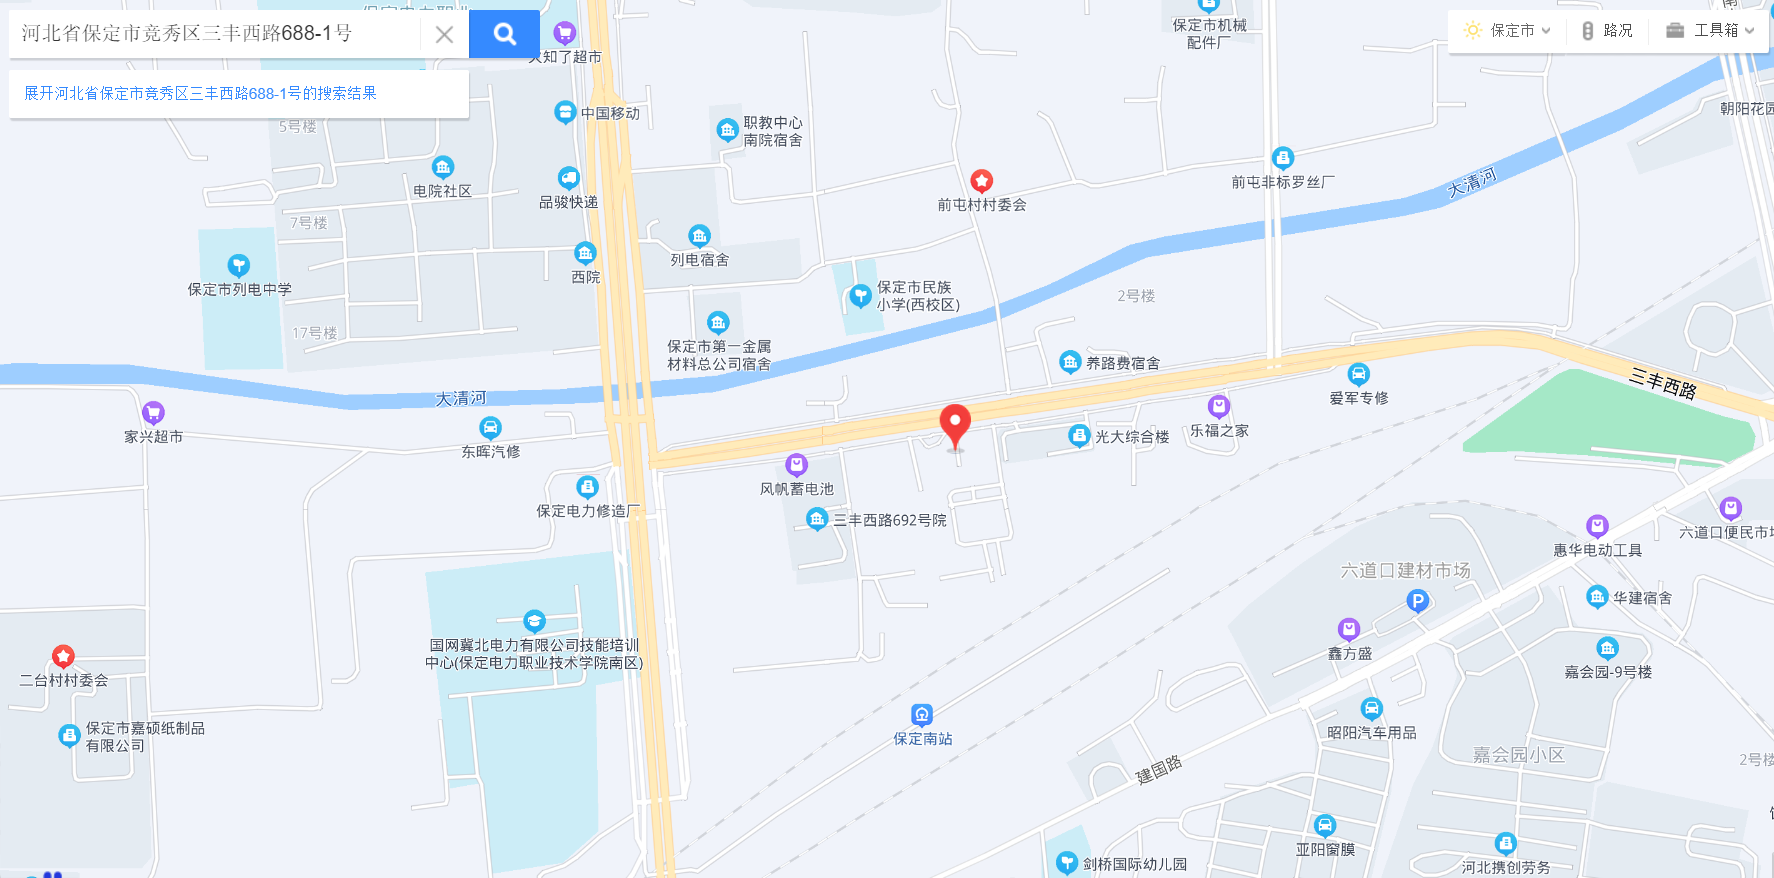 河北省保定市竞秀区三丰西路688-1号
展开河北省保定市竞秀区三丰西路688-1号的搜索结果
保定市
路况
工具箱
火知了超市
保定市机械
配件厂
朝阳花园
中国移动
职教中心
南院宿舍
5号楼
电院社区
品骏快递
前屯村村委会
前屯非标罗丝厂
大清河
7号楼
西院
列电宿舍
保定市列电中学
保定市民族
小学(西校区)
2号楼
17号楼
保定市第一金属
材料总公司宿舍
养路费宿舍
三丰西路
大清河
爱军专修
家兴超市
东晖汽修
光大综合楼
乐福之家
风帆蓄电池
保定电力修造厂
三丰西路692号院
六道口便民市场
惠华电动工具
六道口建材市场
华建宿舍
国网冀北电力有限公司技能培训
中心(保定电力职业技术学院南区)
鑫方盛
嘉会园-9号楼
二台村村委会
保定市嘉硕纸制品
有限公司
保定南站
昭阳汽车用品
嘉会园小区
2号楼
建国路
亚阳窗膜
剑桥国际幼儿园
河北携创劳务